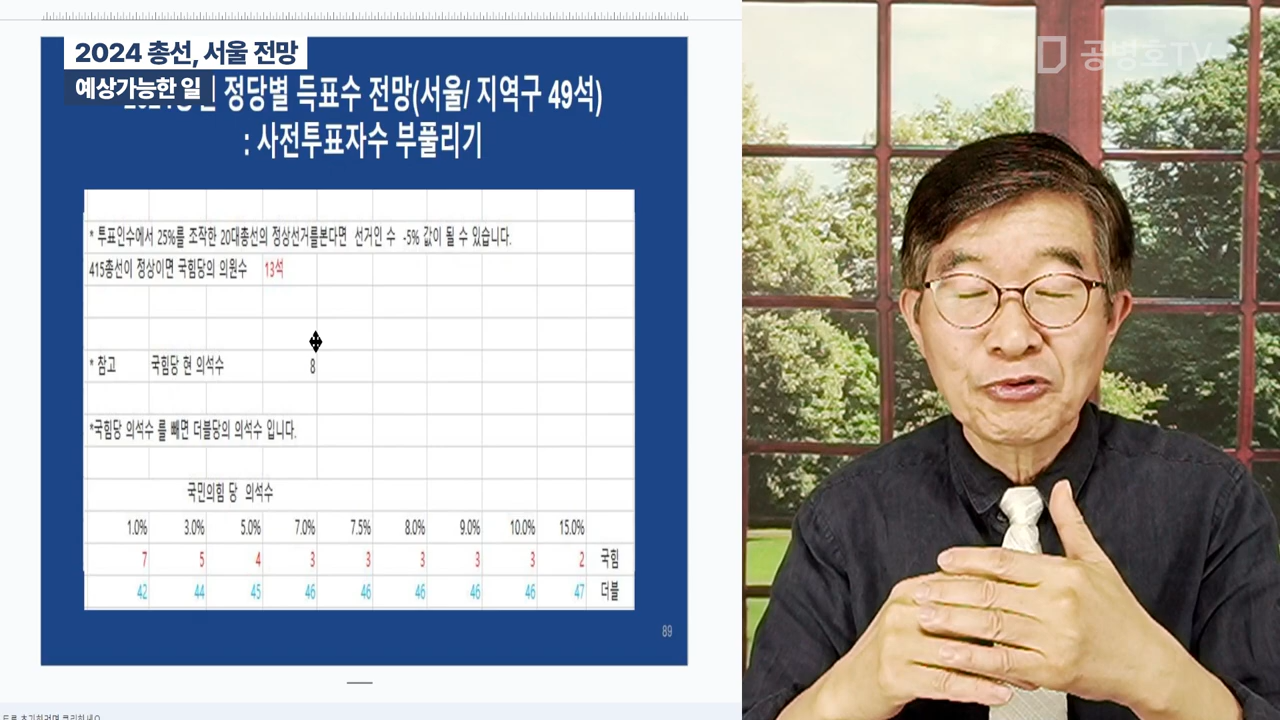 2024 총선, 서울 전망
예상가능한 일
정당별 득표수 전망(서울/ 지역구 49석)
: 사전투표자수 부풀리기
공병호TV
* 투표인수에서 25%를 조작한 20대총선의 정상선거를본다면 선거인 수 -5% 값이 될 수 있습니다.
415총선이 정상이면 국힘당의 의원수 13석
* 참고 국힘당 현 의석수 8
*국힘당 의석수 를 빼면 더불당의 의석수 입니다.
국민의힘 당 의석수
1.0% 3.0% 5.0% 7.0% 7.5% 8.0% 9.0% 10.0% 15.0%
7 5 4 3 3 3 3 3 2 국힘
42 44 45 46 46 46 46 46 47 더불
89